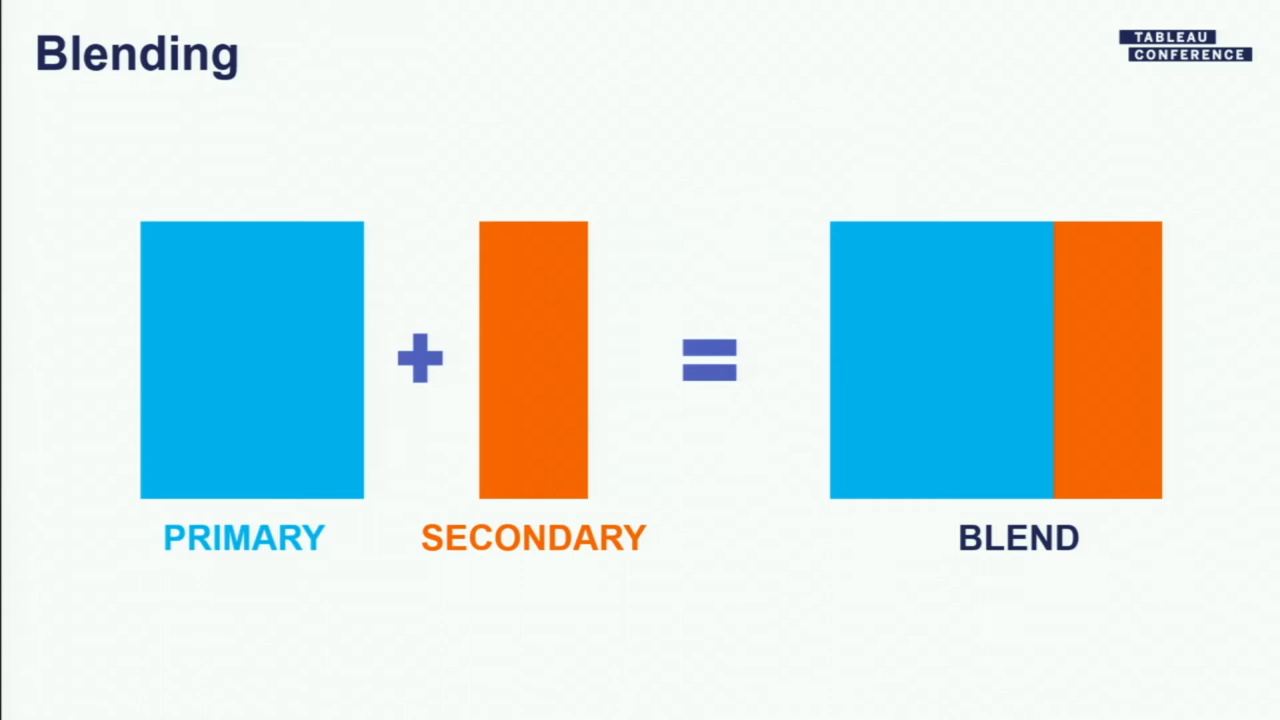 Blending
TABLEAU
CONFERENCE
PRIMARY
SECONDARY
BLEND